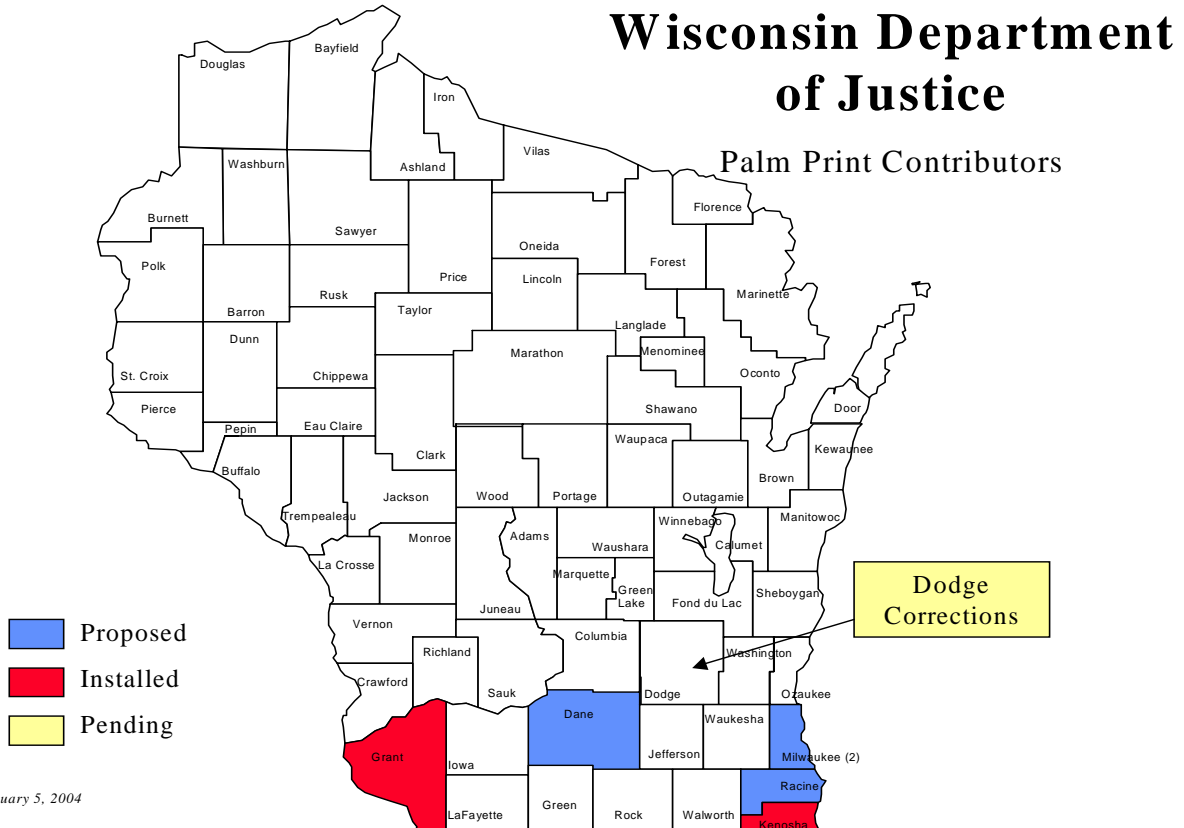 Wisconsin Department
of Justice
Palm Print Contributors
Bayfield
Douglas
Iron
Vilas
Washburn
Ashland
Florence
Burnett
Sawyer
Oneida
Forest
Polk
Price
Lincoln
Rusk
Marinette
Barron
Taylor
Langlade
Dunn
Menominee
Marathon
Oconto
St. Croix
Chippewa
Pierce
Shawano
Door
Pepin
Eau Claire
Waupaca
Kewaunee
Clark
Buffalo
Brown
Jackson
Wood
Portage
Outagamie
Trempealeau
Winnebago
Manitowoc
Monroe
Adams
Waushara
Calumet
La Crosse
Marquette
Green
Lake
Fond du Lac
Sheboygan
Dodge
Corrections
Juneau
Vernon
Columbia
Proposed
Richland
Washington
Installed
Crawford
Sauk
Dodge
Ozaukee
Pending
Dane
Waukesha
Grant
Iowa
Jefferson
Milwaukee (2)
Racine
uary 5, 2004
LaFayette
Green
Rock
Walworth
Kenosha